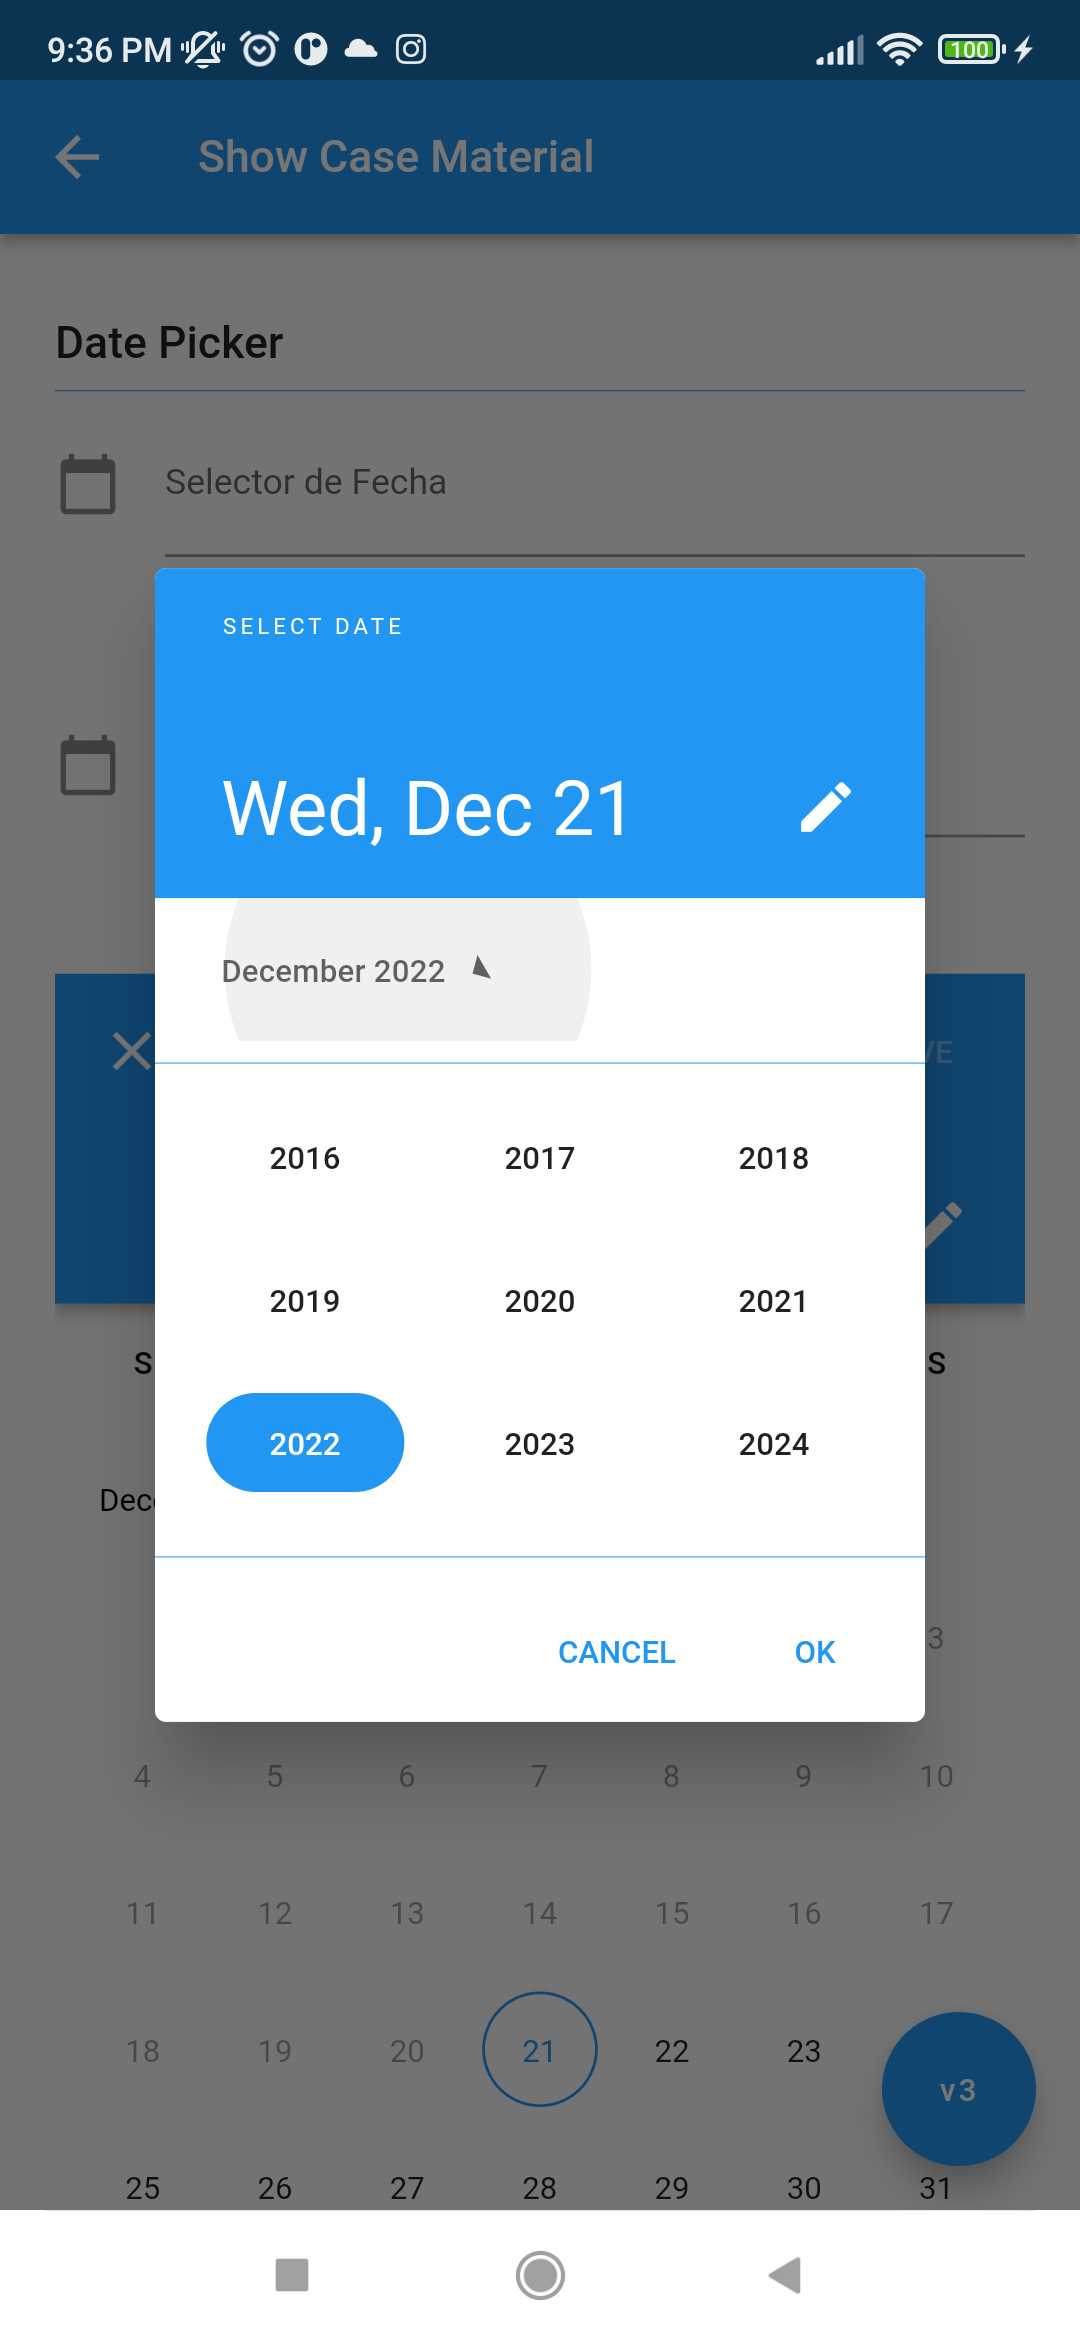 9:36 PM 100
Show Case Material
Date Picker
Selector de Fecha
SELECT DATE
Wed, Dec 21
December 2022
2016 2017 2018
2019 2020 2021
S S
2022 2023 2024
CANCEL OK
3
4 5 6 7 8 9 10
11 12 13 14 15 16 17
18 19 20 21 22 23
v3
25 26 27 28 29 30 31